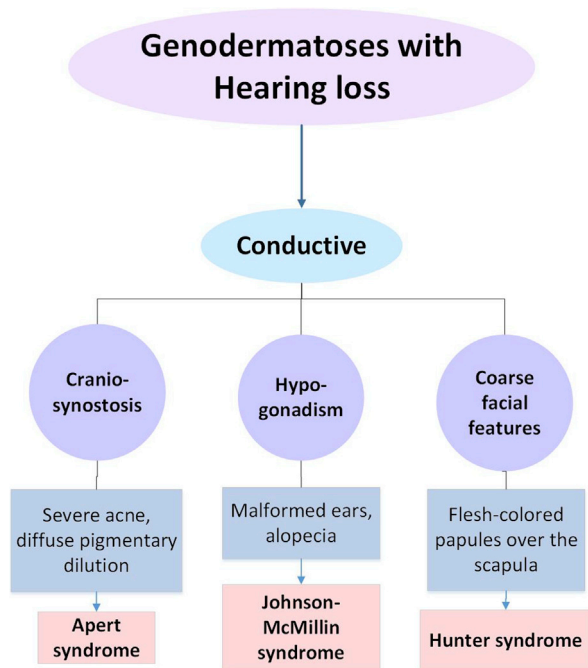 Genodermatoses with
Hearing loss
Conductive
Cranio-
synostosis
Hypo-
gonadism
Coarse
facial
features
Severe acne,
diffuse pigmentary
dilution
Malformed ears,
alopecia
Flesh-colored
papules over the
scapula
Apert
syndrome
Johnson-
McMillin
syndrome
Hunter syndrome